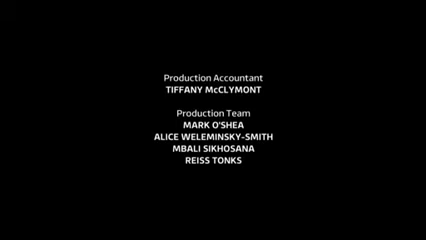 Production Accountant
TIFFANY McCLYMONT
Production Team
MARK O'SHEA
ALICE WELEMINSKY-SMITH
MBALI SIKHOSANA
REISS TONKS